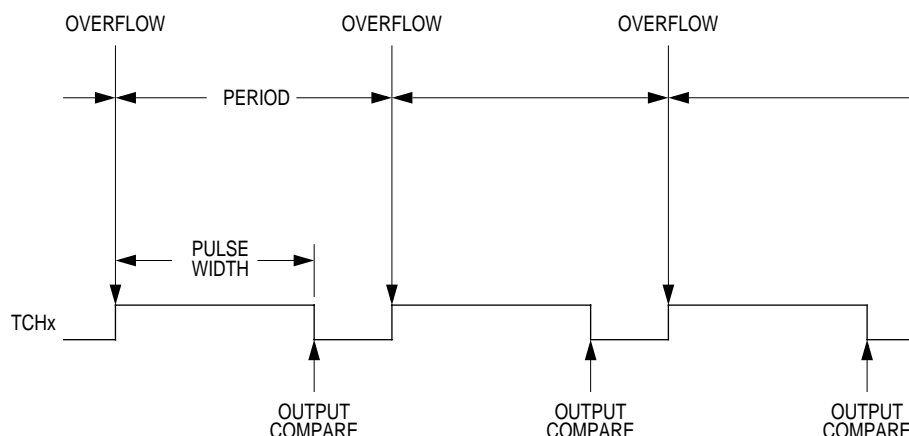 OVERFLOW OVERFLOW OVERFLOW
PERIOD
PULSE
WIDTH
TCHx
OUTPUT OUTPUT OUTPUT
COMPARE COMPARE COMPARE